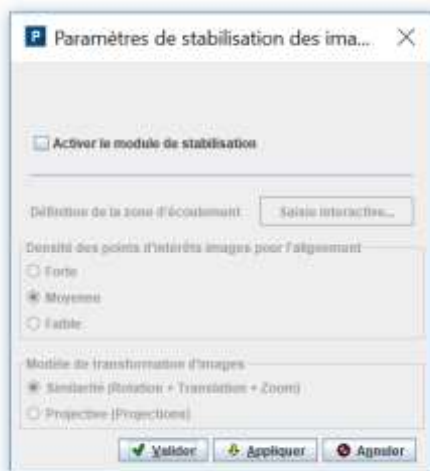 P Paramètres de stabilisation des ima...
Activer le module de stabilisation
Définition de la zone d'écoulement Saisie interactive...
Densité des points d'intérêts images pour l'alignement
Forte
Moyenne
Faible
Modèle de transformation d'images
Similarité (Rotation + Translation + Zoom)
Projective (Projections)
Valider Appliquer Annuler